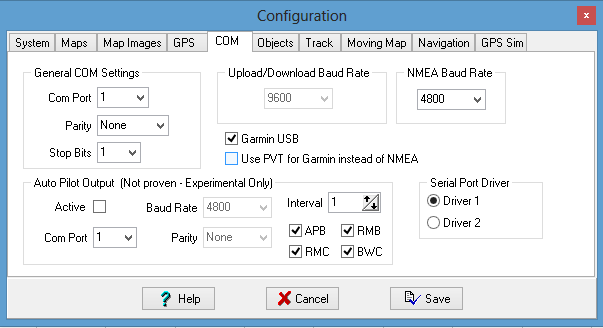 Configuration
x
System Maps Map Images GPS COM Objects Track Moving Map Navigation GPS Sim
General COM Settings
Com Port 1
Parity None
Stop Bits 1
Upload/Download Baud Rate
9600
NMEA Baud Rate
4800
Garmin USB
Use PVT for Garmin instead of NMEA
Auto Pilot Output (Not proven - Experimental Only)
Active Baud Rate 4800 Interval 1
Com Port 1 Parity None
APB RMB
RMC BWC
Serial Port Driver
Driver 1
Driver 2
? Help Cancel Save